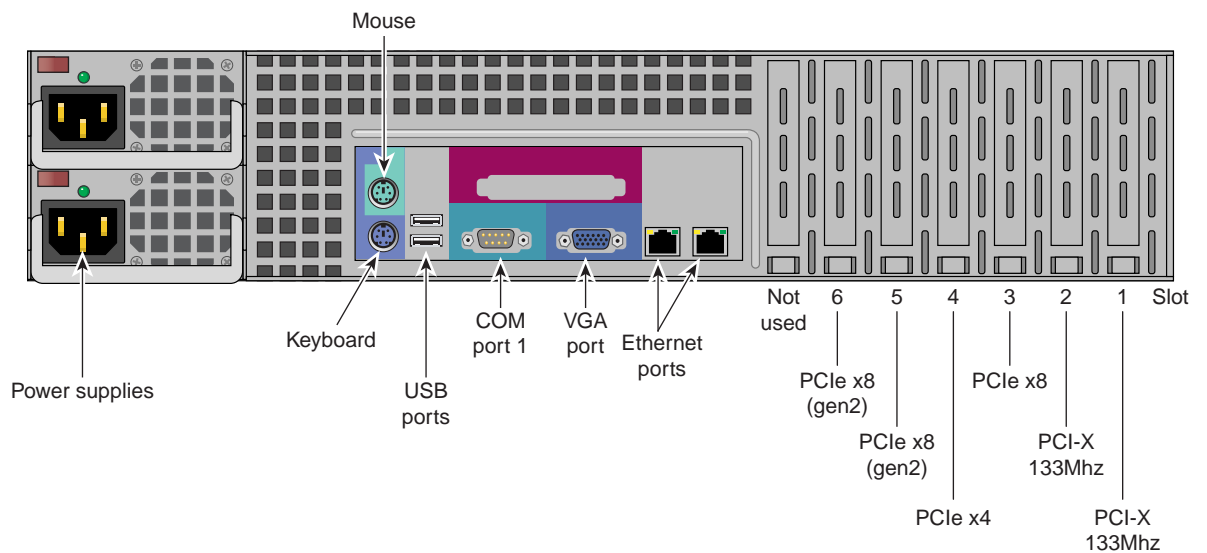 Mouse
Not used
6
5
4
3
2
1
Slot
Keyboard
COM
port 1
VGA
port
Ethernet
ports
USB
ports
Power supplies
PCIe x8
(gen2)
PCIe x8
PCIe x8
(gen2)
PCI-X
133Mhz
PCIe x4
PCI-X
133Mhz